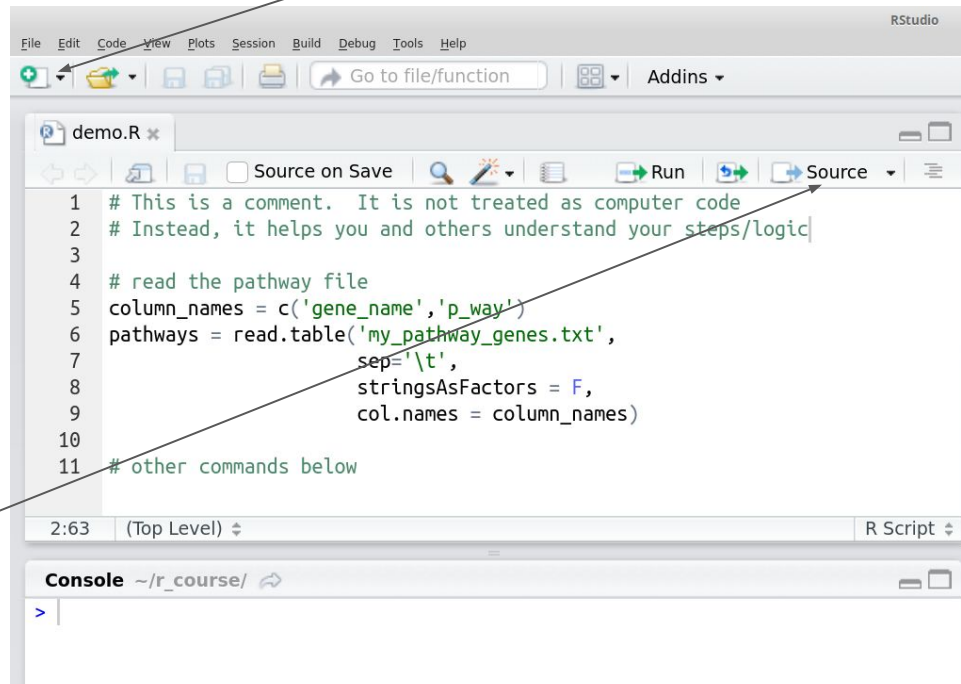 RStudio
File Edit Code View Plots Session Build Debug Tools Help
Go to file/function Addins
demo.R
Source on Save Run Source
1 # This is a comment.  It is not treated as computer code
2 # Instead, it helps you and others understand your steps/logic
3
4 # read the pathway file
5 column_names = c('gene_name','p_way')
6 pathways = read.table('my_pathway_genes.txt',
7 sep='\t',
8 stringsAsFactors = F,
9 col.names = column_names)
10
11 # other commands below
2:63 (Top Level) R Script
Console ~/r_course/
>